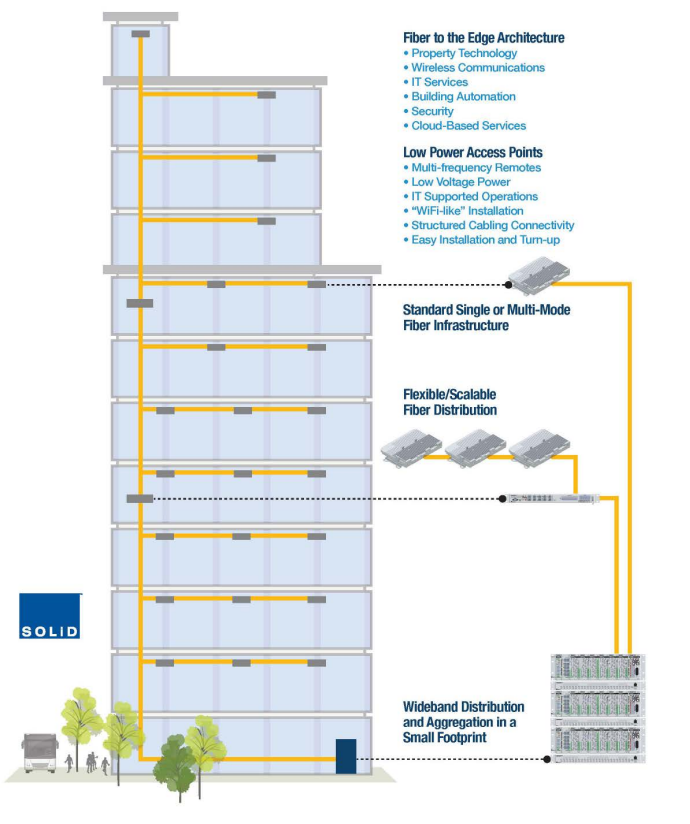 Fiber to the Edge Architecture
• Property Technology
• Wireless Communications
• IT Services
• Building Automation
• Security
• Cloud-Based Services
Low Power Access Points
• Multi-frequency Remotes
• Low Voltage Power
• IT Supported Operations
• “WiFi-like” Installation
• Structured Cabling Connectivity
• Easy Installation and Turn-up
Standard Single or Multi-Mode
Fiber Infrastructure
Flexible/Scalable
Fiber Distribution
SOLiD
Wideband Distribution
and Aggregation in a
Small Footprint